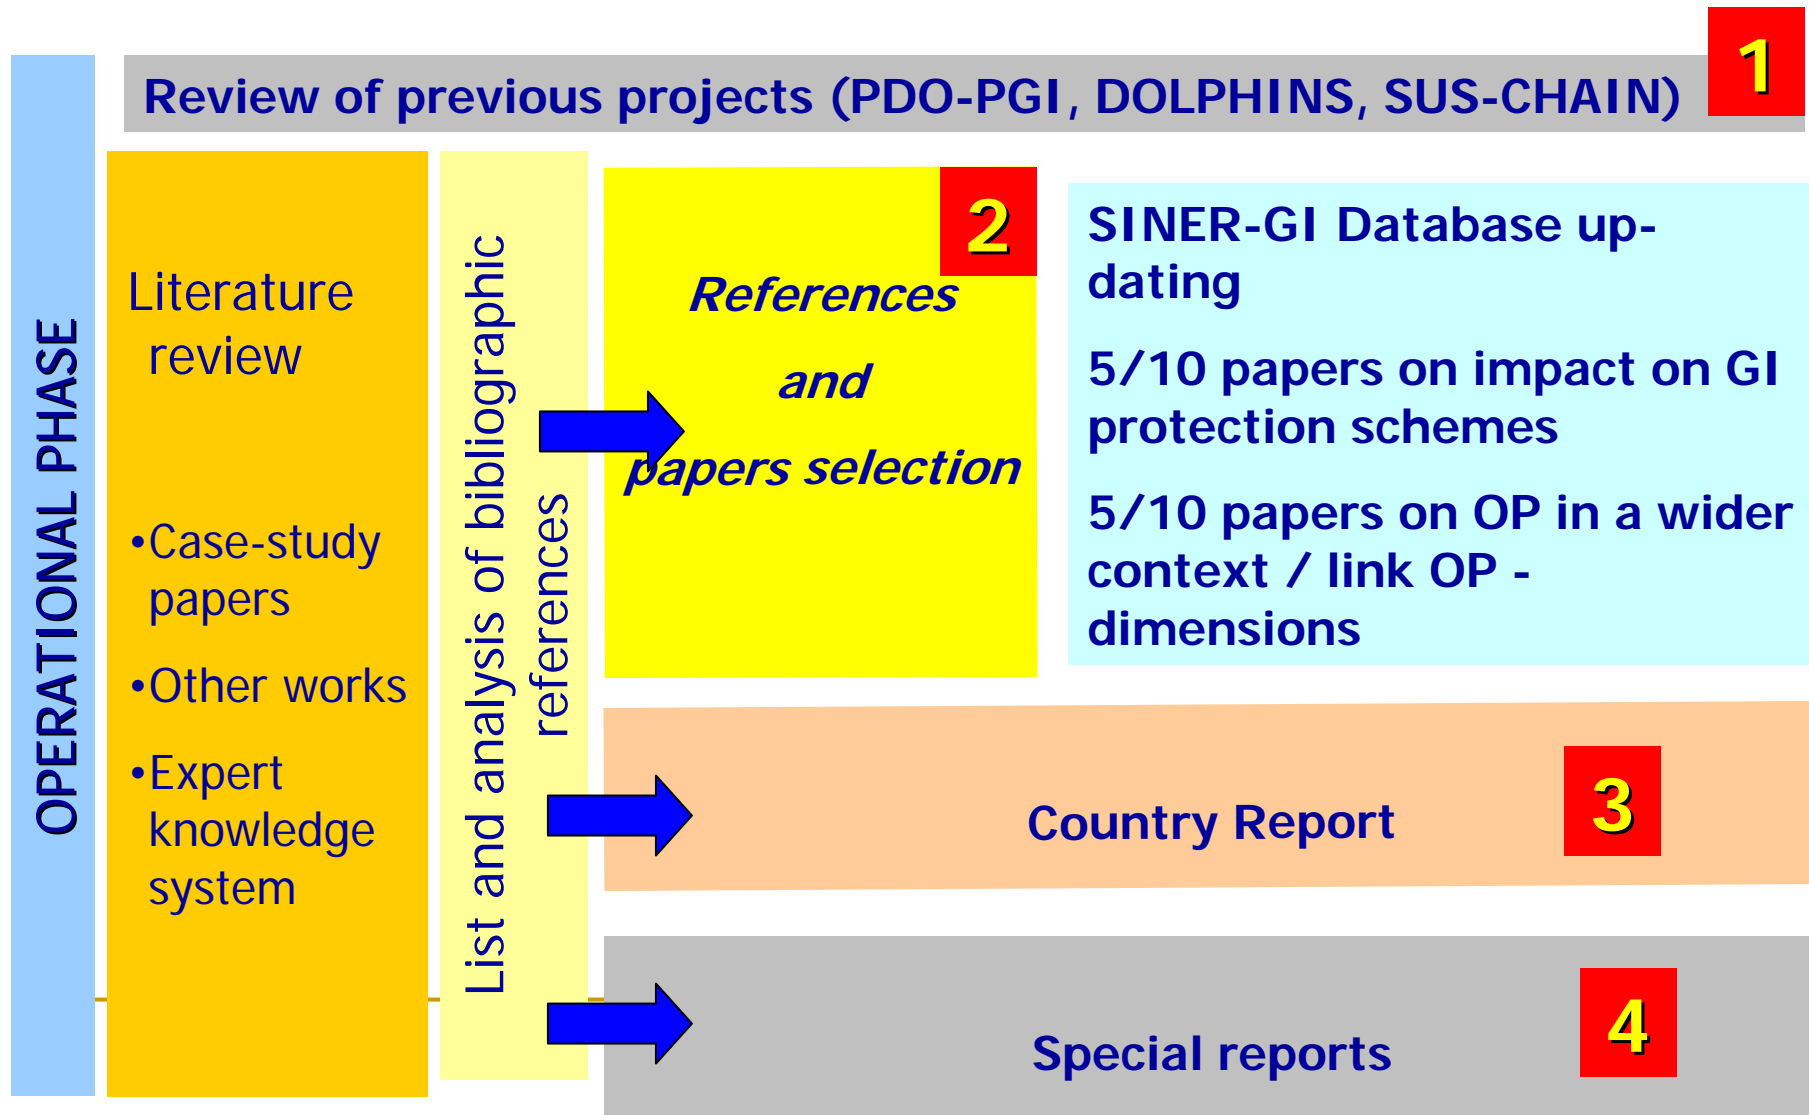 1
Review of previous projects (PDO-PGI, DOLPHINS, SUS-CHAIN)
OPERATIONAL PHASE
Literature
review
•Case-study
papers
•Other works
•Expert
knowledge
system
List and analysis of bibliographic
references
2
References
and
papers selection
SINER-GI Database up-
dating
5/10 papers on impact on GI
protection schemes
5/10 papers on OP in a wider
context / link OP -
dimensions
Country Report
3
Special reports
4